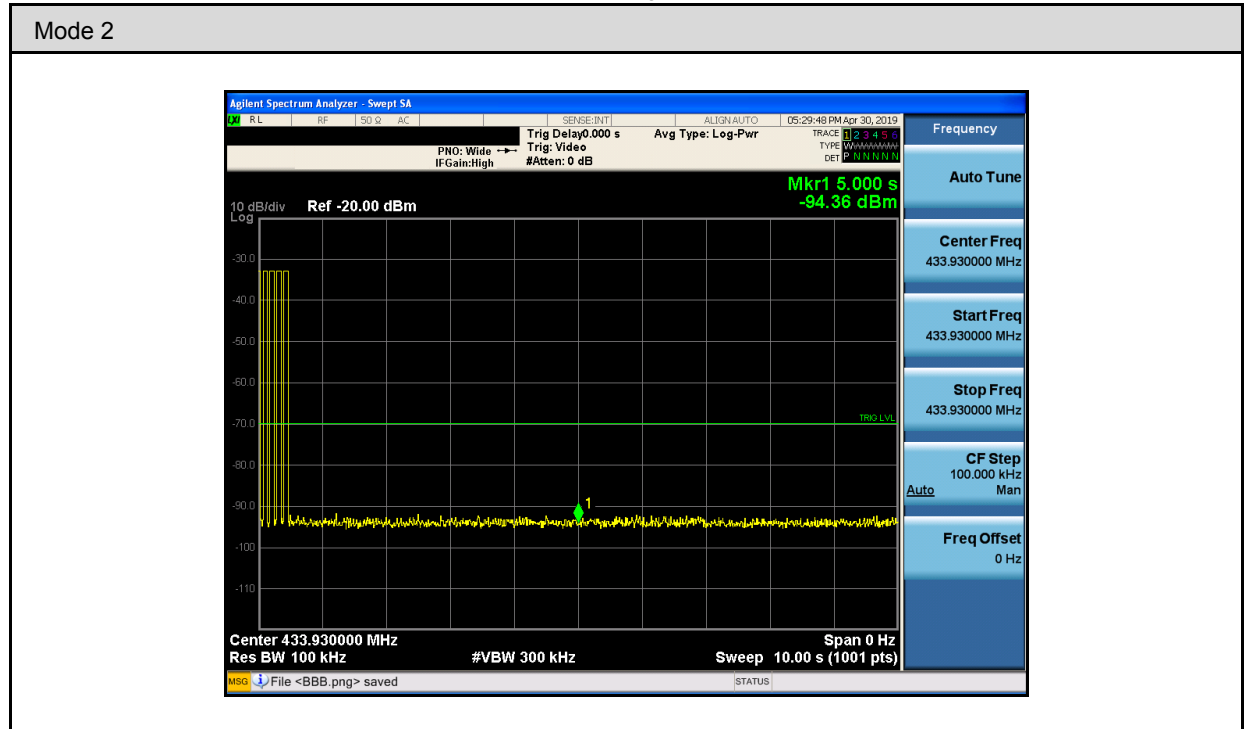 Mode 2
Agilent Spectrum Analyzer - Swept SA
LXI RL RF 50 Ω AC SENSE:INT ALIGN AUTO 05:29:48 PM Apr 30, 2019
PNO: Wide
IFGain:High
Trig Delay0.000 s
Trig: Video
#Atten: 0 dB
Avg Type: Log-Pwr
TRACE 1 2 3 4 5 6
TYPE WWWWWW
DET P N N N N N
Mkr1 5.000 s
-94.36 dBm
10 dB/div Ref -20.00 dBm
Log
-30.0
-40.0
-50.0
-60.0
-70.0
-80.0
-90.0
-100
-110
TRIG LVL
1
Center 433.930000 MHz Span 0 Hz
Res BW 100 kHz #VBW 300 kHz Sweep 10.00 s (1001 pts)
MSG File <BBB.png> saved STATUS
Frequency
Auto Tune
Center Freq
433.930000 MHz
Start Freq
433.930000 MHz
Stop Freq
433.930000 MHz
CF Step
100.000 kHz
Auto Man
Freq Offset
0 Hz